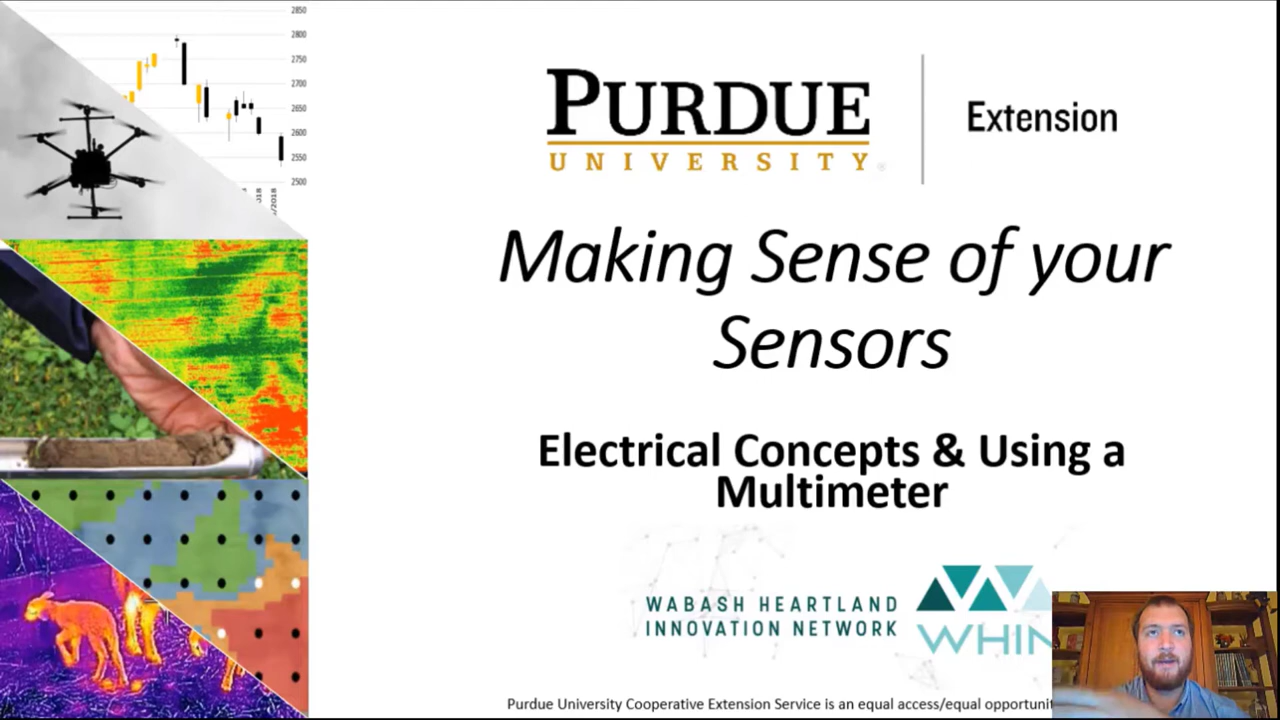 2850
2800
2750
2700
2650
2600
2550
2500
PURDUE
UNIVERSITY®
Extension
Making Sense of your
Sensors
Electrical Concepts & Using a
Multimeter
WABASH HEARTLAND
INNOVATION NETWORK
WHIN
Purdue University Cooperative Extension Service is an equal access/equal